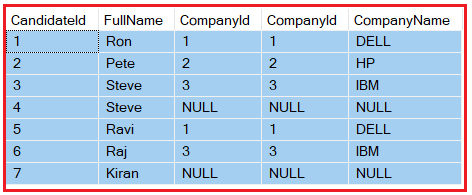 CandidateId FullName CompanyId CompanyId CompanyName
1 Ron 1 1 DELL
2 Pete 2 2 HP
3 Steve 3 3 IBM
4 Steve NULL NULL NULL
5 Ravi 1 1 DELL
6 Raj 3 3 IBM
7 Kiran NULL NULL NULL